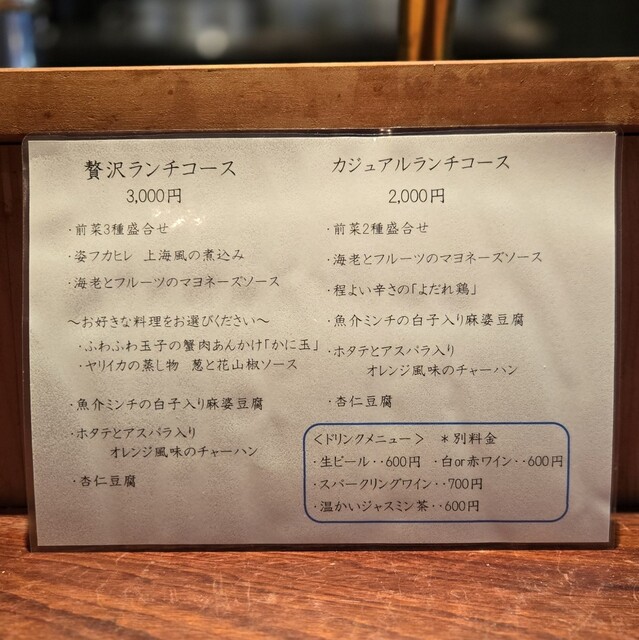 贅沢ランチコース
3,000円
・前菜3種盛合せ
・姿フカヒレ 上海風の煮込み
・海老とフルーツのマヨネーズソース
～お好きな料理をお選びください～
・ふわふわ玉子の蟹肉あんかけ「かに玉」
・ヤリイカの蒸し物 葱と花山椒ソース
・魚介ミンチの白子入り麻婆豆腐
・ホタテとアスパラ入り
オレンジ風味のチャーハン
・杏仁豆腐
カジュアルランチコース
2,000円
・前菜2種盛合せ
・海老とフルーツのマヨネーズソース
・程よい辛さの「よだれ鶏」
・魚介ミンチの白子入り麻婆豆腐
・ホタテとアスパラ入り
オレンジ風味のチャーハン
・杏仁豆腐
＜ドリンクメニュー＞ ＊別料金
・生ビール‥600円 ・白or赤ワイン‥600円
・スパークリングワイン‥700円
・温かいジャスミン茶‥600円